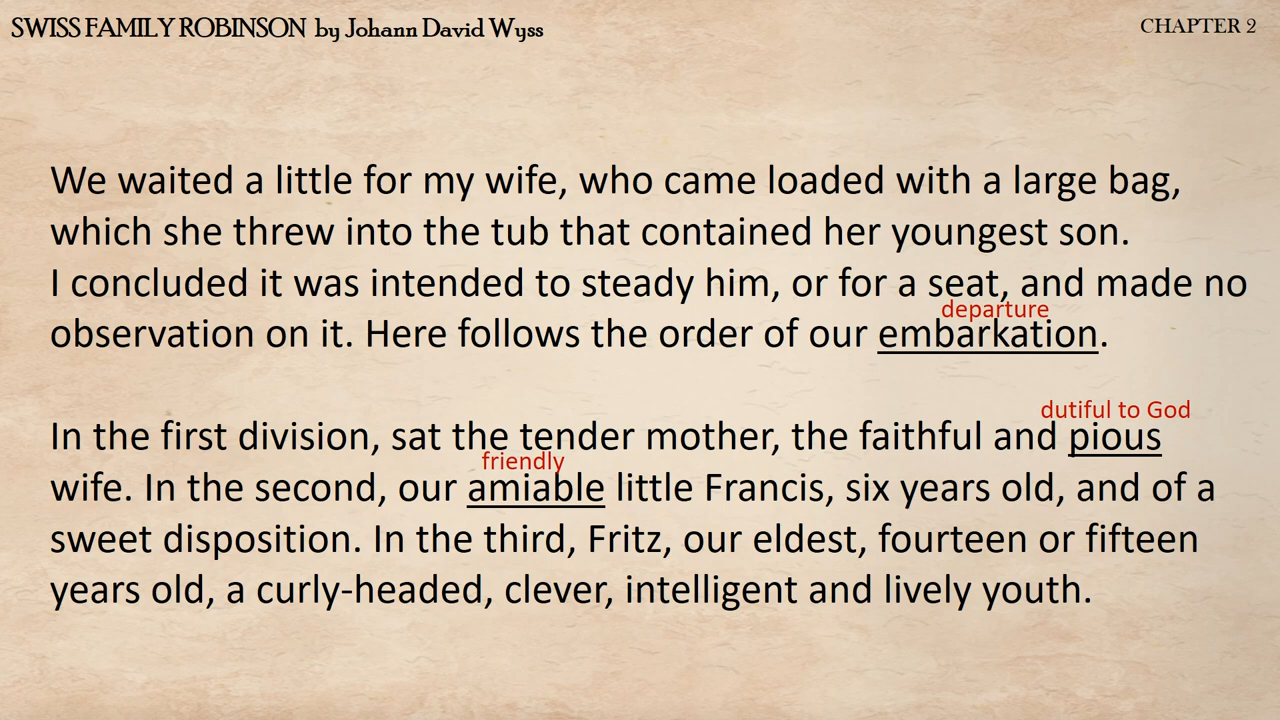 SWISS FAMILY ROBINSON by Johann David Wyss
CHAPTER 2
We waited a little for my wife, who came loaded with a large bag,
which she threw into the tub that contained her youngest son.
I concluded it was intended to steady him, or for a seat, and made no
departure
observation on it. Here follows the order of our embarkation.
dutiful to God
In the first division, sat the tender mother, the faithful and pious
friendly
wife. In the second, our amiable little Francis, six years old, and of a
sweet disposition. In the third, Fritz, our eldest, fourteen or fifteen
years old, a curly-headed, clever, intelligent and lively youth.